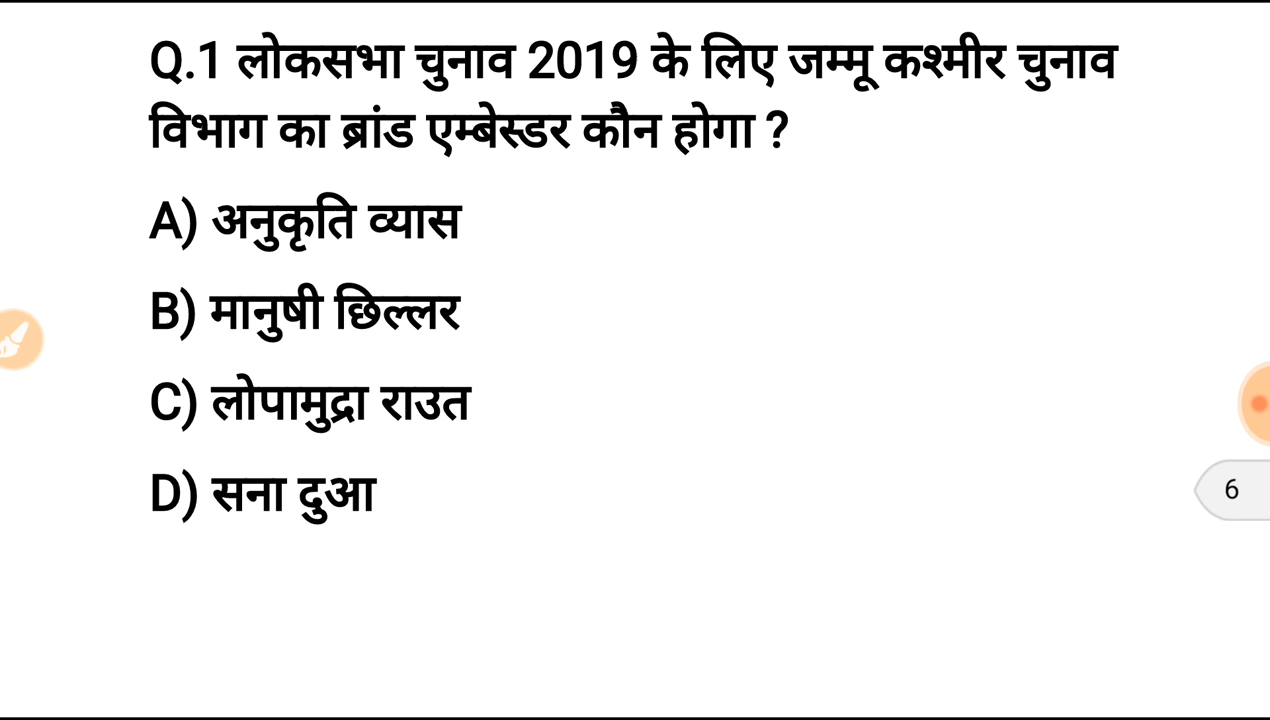 Q.1 लोकसभा चुनाव 2019 के लिए जम्मू कश्मीर चुनाव
विभाग का ब्रांड एम्बेस्डर कौन होगा ?
A) अनुकृति व्यास
B) मानुषी छिल्लर
C) लोपामुद्रा राउत
D) सना दुआ
6